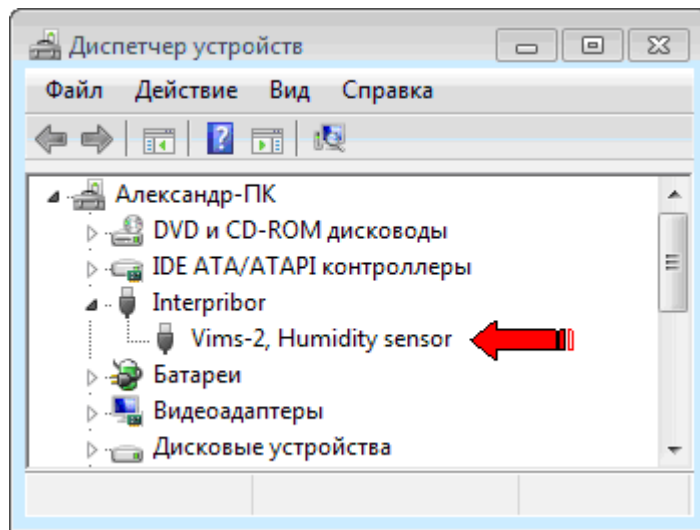 Диспетчер устройств
Файл Действие Вид Справка
Александр-ПК
DVD и CD-ROM дисководы
IDE ATA/ATAPI контроллеры
Interpribor
Vims-2, Humidity sensor
Батареи
Видеоадаптеры
Дисковые устройства